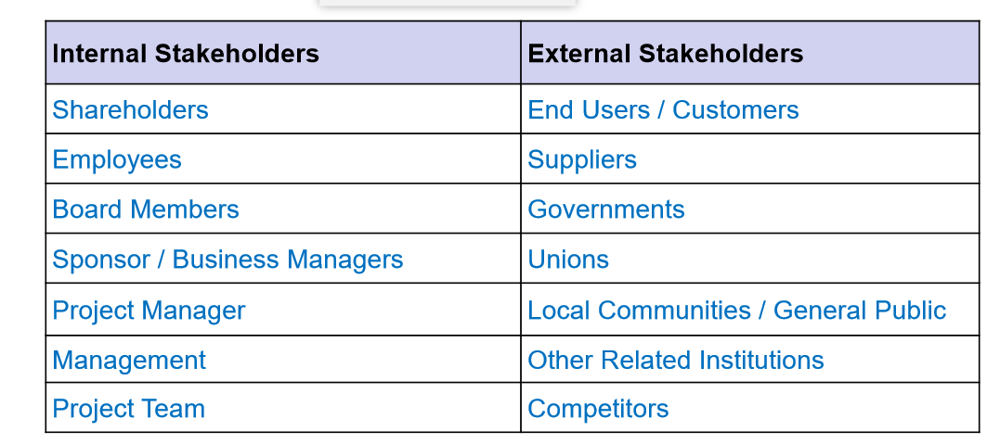 Internal Stakeholders External Stakeholders
Shareholders End Users / Customers
Employees Suppliers
Board Members Governments
Sponsor / Business Managers Unions
Project Manager Local Communities / General Public
Management Other Related Institutions
Project Team Competitors